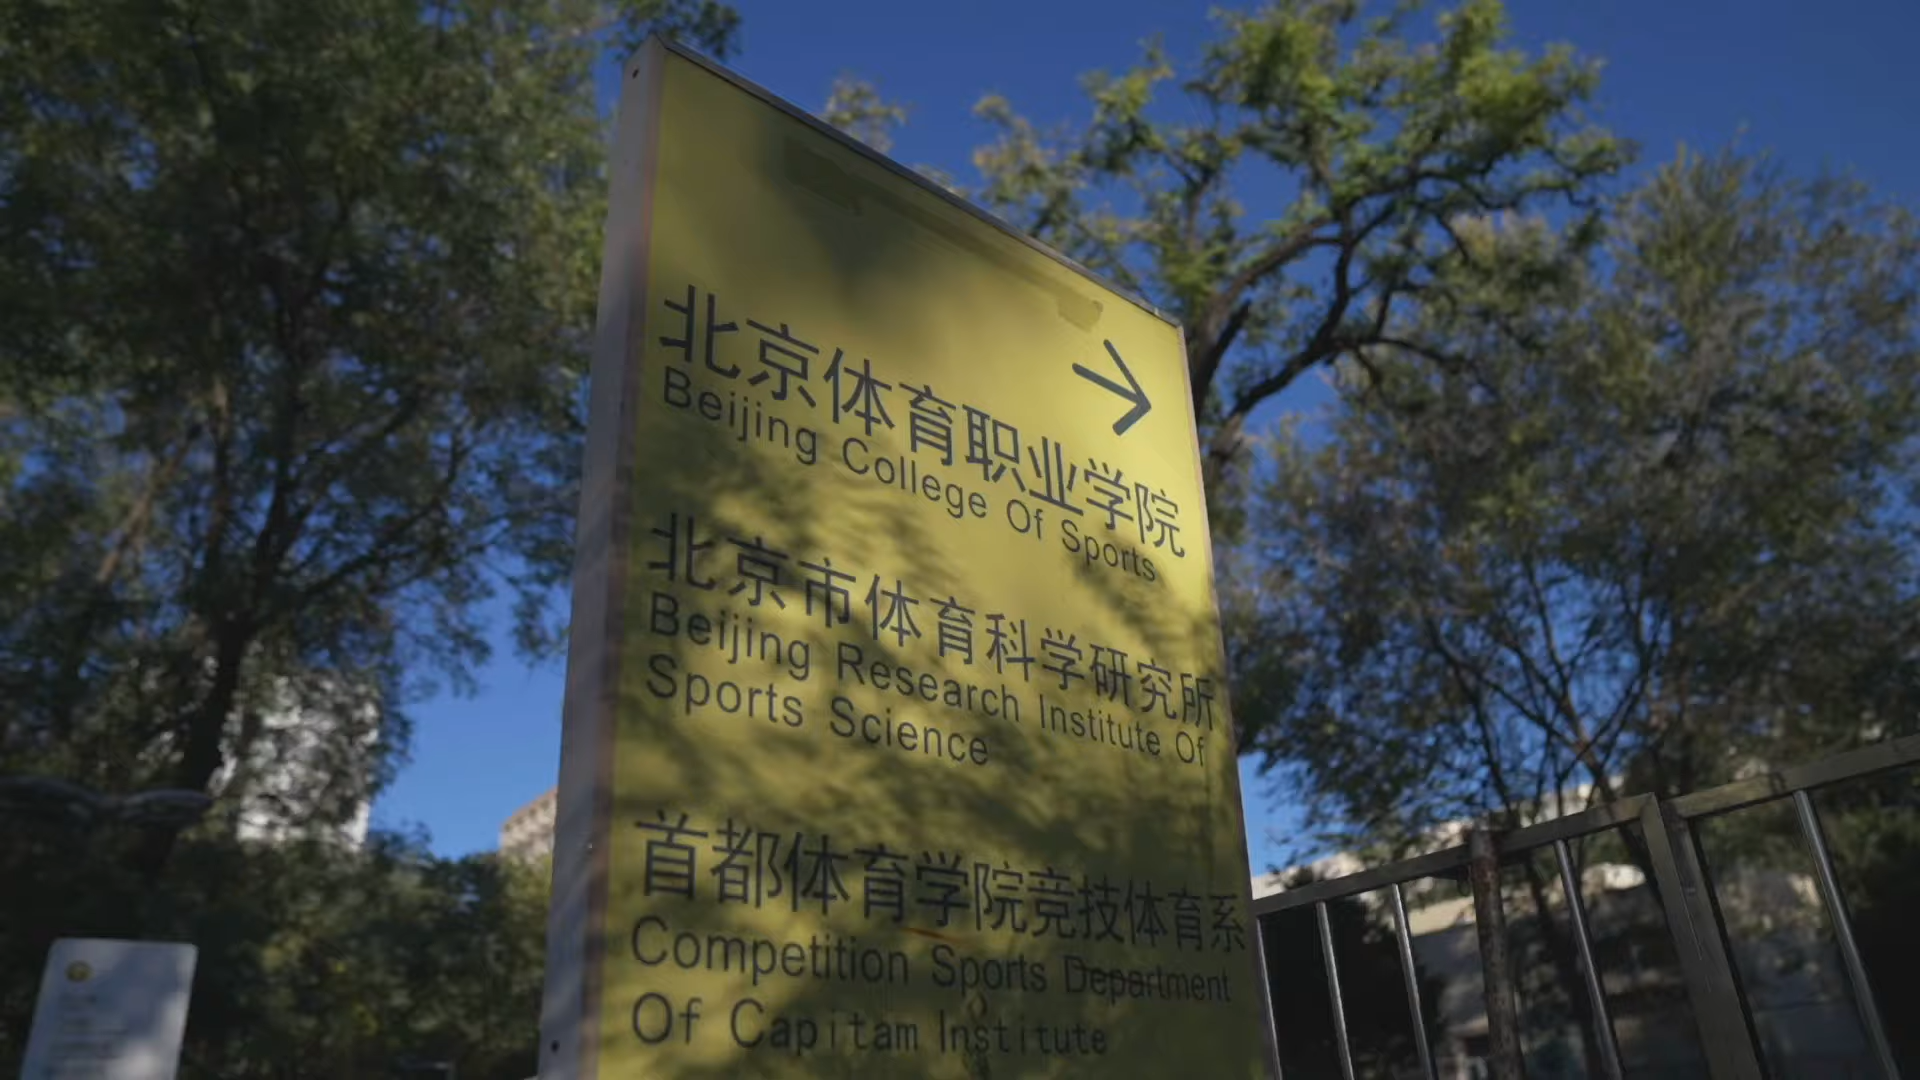 北京体育职业学院
Beijing College Of Sports
北京市体育科学研究所
Beijing Research Institute Of
Sports Science
首都体育学院竞技体育系
Competition Sports Department
Of Capitam Institute